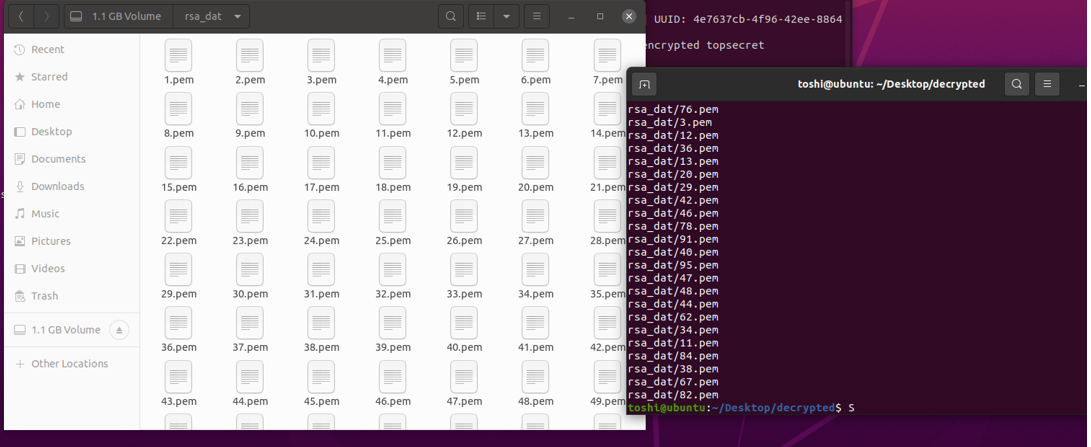 1.1 GB Volume rsa_dat
Recent
Starred
Home
Desktop
Documents
Downloads
Music
Pictures
Videos
Trash
1.1 GB Volume
Other Locations
1.pem 2.pem 3.pem 4.pem 5.pem 6.pem 7.pem
8.pem 9.pem 10.pem 11.pem 12.pem 13.pem 14.pem
15.pem 16.pem 17.pem 18.pem 19.pem 20.pem 21.pem
22.pem 23.pem 24.pem 25.pem 26.pem 27.pem 28.pem
29.pem 30.pem 31.pem 32.pem 33.pem 34.pem 35.pem
36.pem 37.pem 38.pem 39.pem 40.pem 41.pem 42.pem
43.pem 44.pem 45.pem 46.pem 47.pem 48.pem 49.pem
UUID: 4e7637cb-4f96-42ee-8864
encrypted topsecret
toshi@ubuntu: ~/Desktop/decrypted
rsa_dat/76.pem
rsa_dat/3.pem
rsa_dat/12.pem
rsa_dat/36.pem
rsa_dat/13.pem
rsa_dat/20.pem
rsa_dat/29.pem
rsa_dat/42.pem
rsa_dat/46.pem
rsa_dat/78.pem
rsa_dat/91.pem
rsa_dat/40.pem
rsa_dat/95.pem
rsa_dat/47.pem
rsa_dat/48.pem
rsa_dat/44.pem
rsa_dat/62.pem
rsa_dat/34.pem
rsa_dat/11.pem
rsa_dat/84.pem
rsa_dat/38.pem
rsa_dat/67.pem
rsa_dat/82.pem
toshi@ubuntu:~/Desktop/decrypted$ S